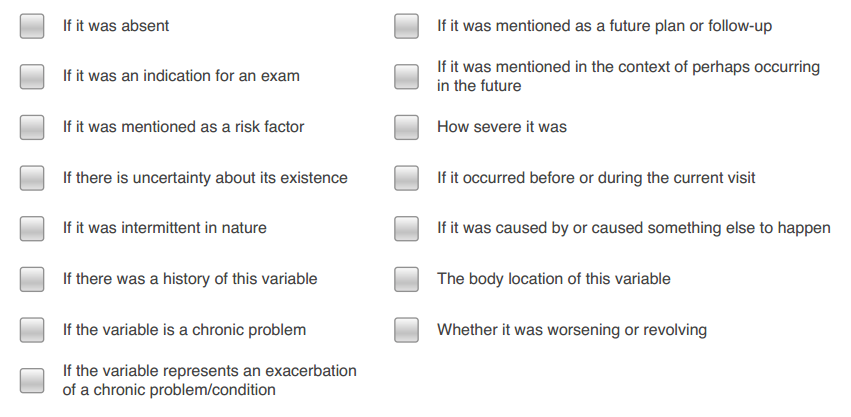 If it was absent
If it was an indication for an exam
If it was mentioned as a risk factor
If there is uncertainty about its existence
If it was intermittent in nature
If there was a history of this variable
If the variable is a chronic problem
If the variable represents an exacerbation
of a chronic problem/condition
If it was mentioned as a future plan or follow-up
If it was mentioned in the context of perhaps occurring
in the future
How severe it was
If it occurred before or during the current visit
If it was caused by or caused something else to happen
The body location of this variable
Whether it was worsening or revolving